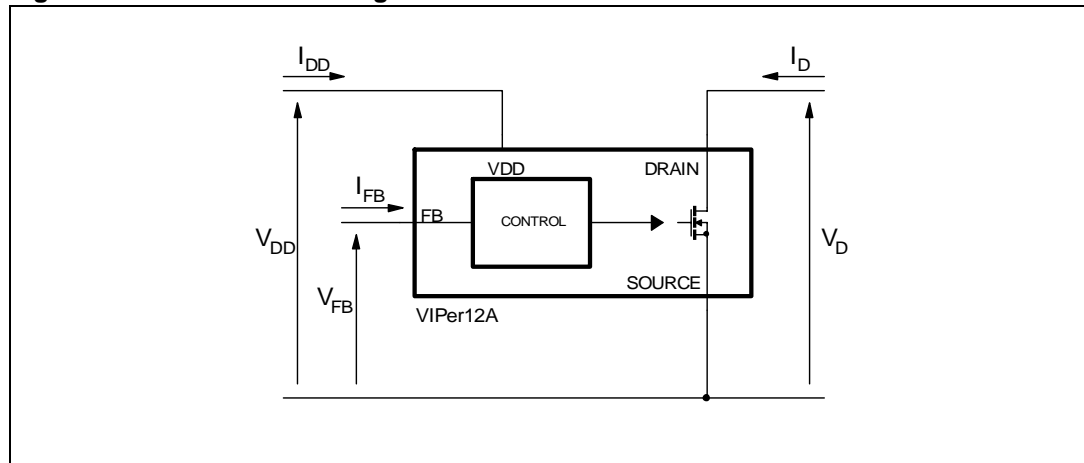 I_DD
I_D
VDD
DRAIN
I_FB
FB
CONTROL
V_DD
V_D
SOURCE
V_FB
VIPer12A